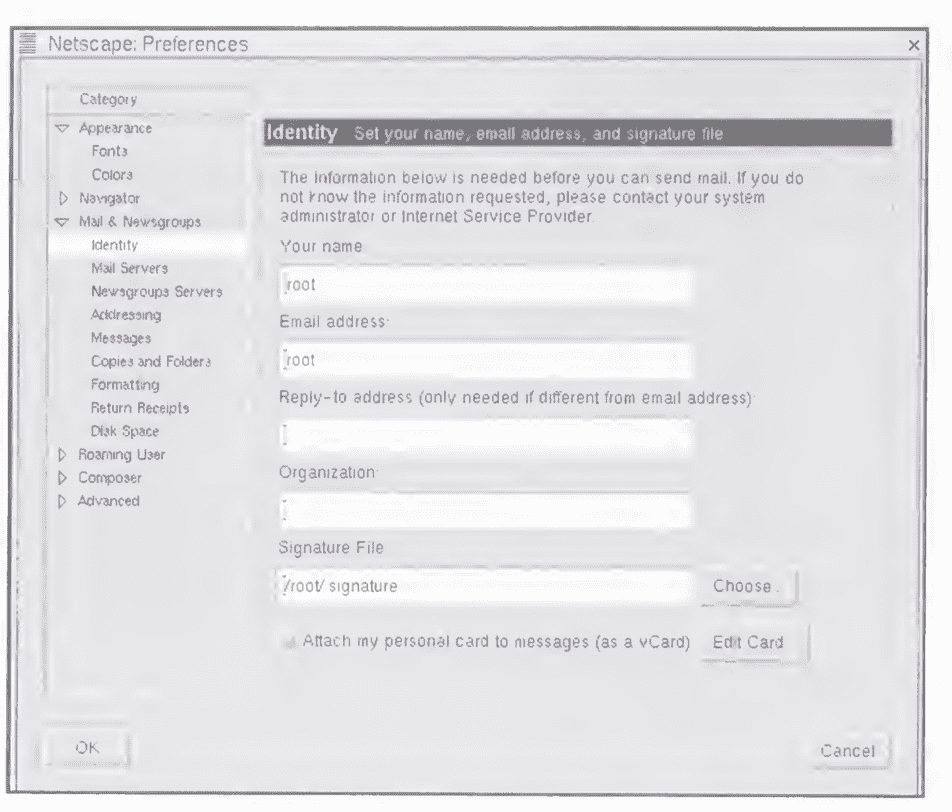 Netscape: Preferences
Category
Appearance
Fonts
Colors
Navigator
Mail & Newsgroups
Identity
Mail Servers
Newsgroups Servers
Addressing
Messages
Copies and Folders
Formatting
Return Receipts
Disk Space
Roaming User
Composer
Advanced
Identity Set your name, email address, and signature file
The information below is needed before you can send mail. If you do
not know the information requested, please contact your system
administrator or Internet Service Provider.
Your name
root
Email address:
root
Reply-to address (only needed if different from email address)
Organization:
Signature File
/root/ signature
Choose .
Attach my personal card to messages (as a vCard)
Edit Card
OK
Cancel